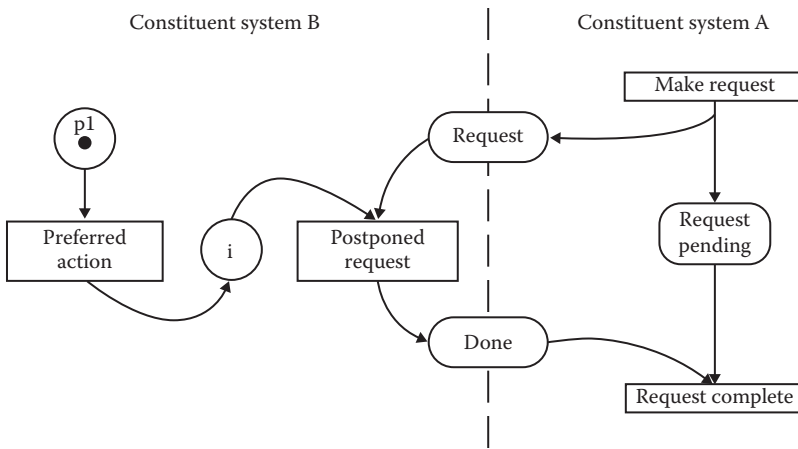 Constituent system B
Constituent system A
Make request
p1
Request
Preferred
action
i
Postponed
request
Request
pending
Done
Request complete